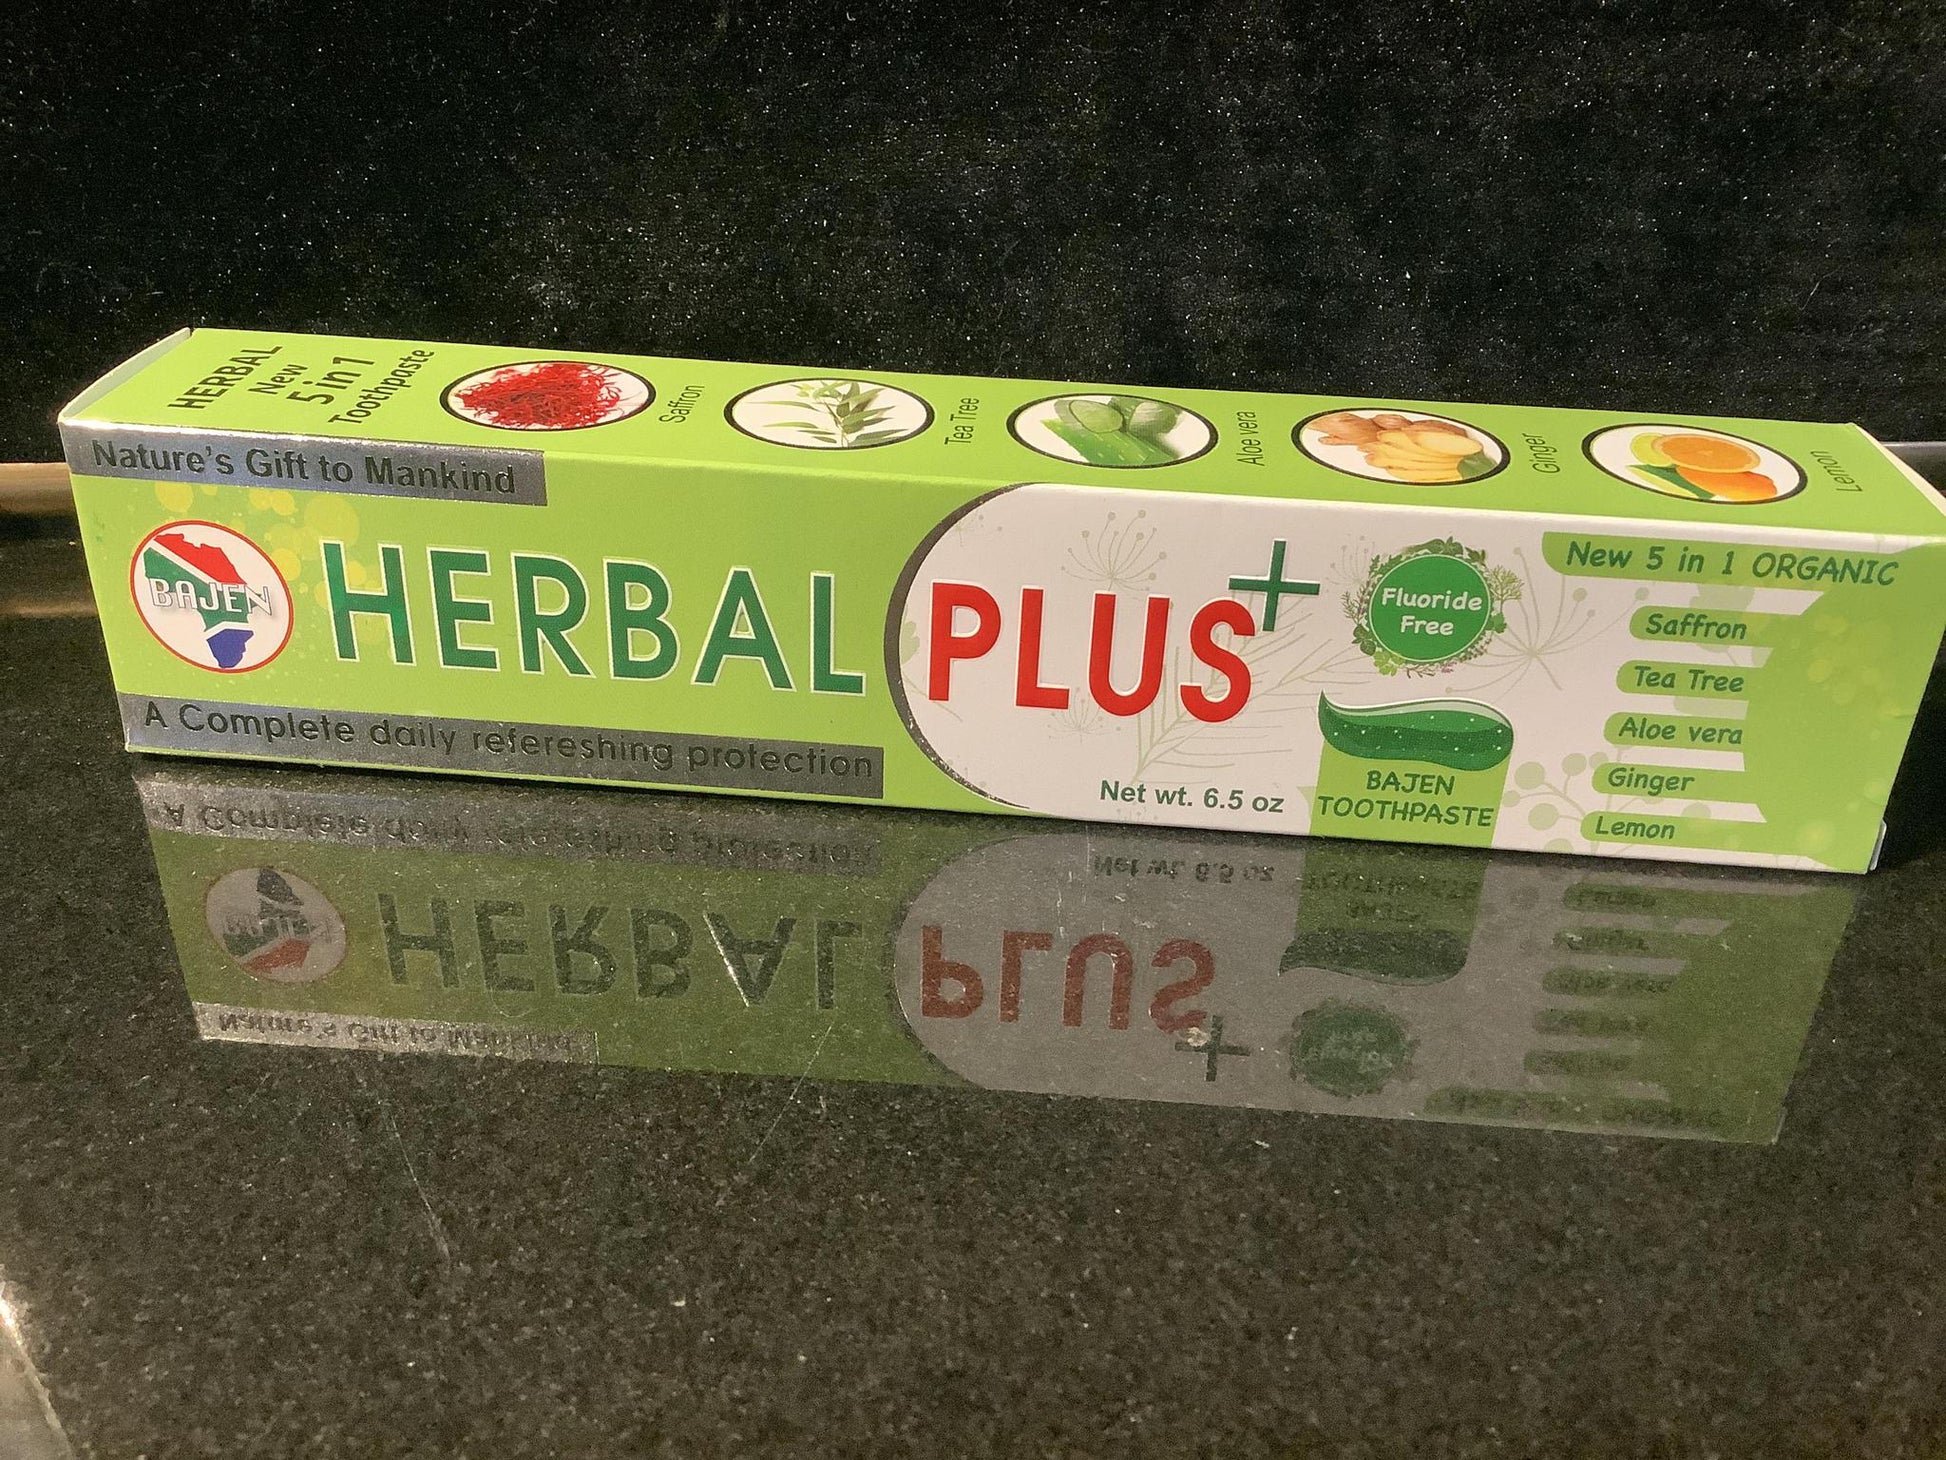 HERBAL
New
5 in 1
Toothpaste
Saffron
Tea Tree
Aloe vera
Ginger
Lemon
Nature's Gift to Mankind
BAJEN
HERBAL PLUS+
A Complete daily refereshing protection
Net wt. 6.5 oz
Fluoride
Free
BAJEN
TOOTHPASTE
New 5 in 1 ORGANIC
Saffron
Tea Tree
Aloe vera
Ginger
Lemon